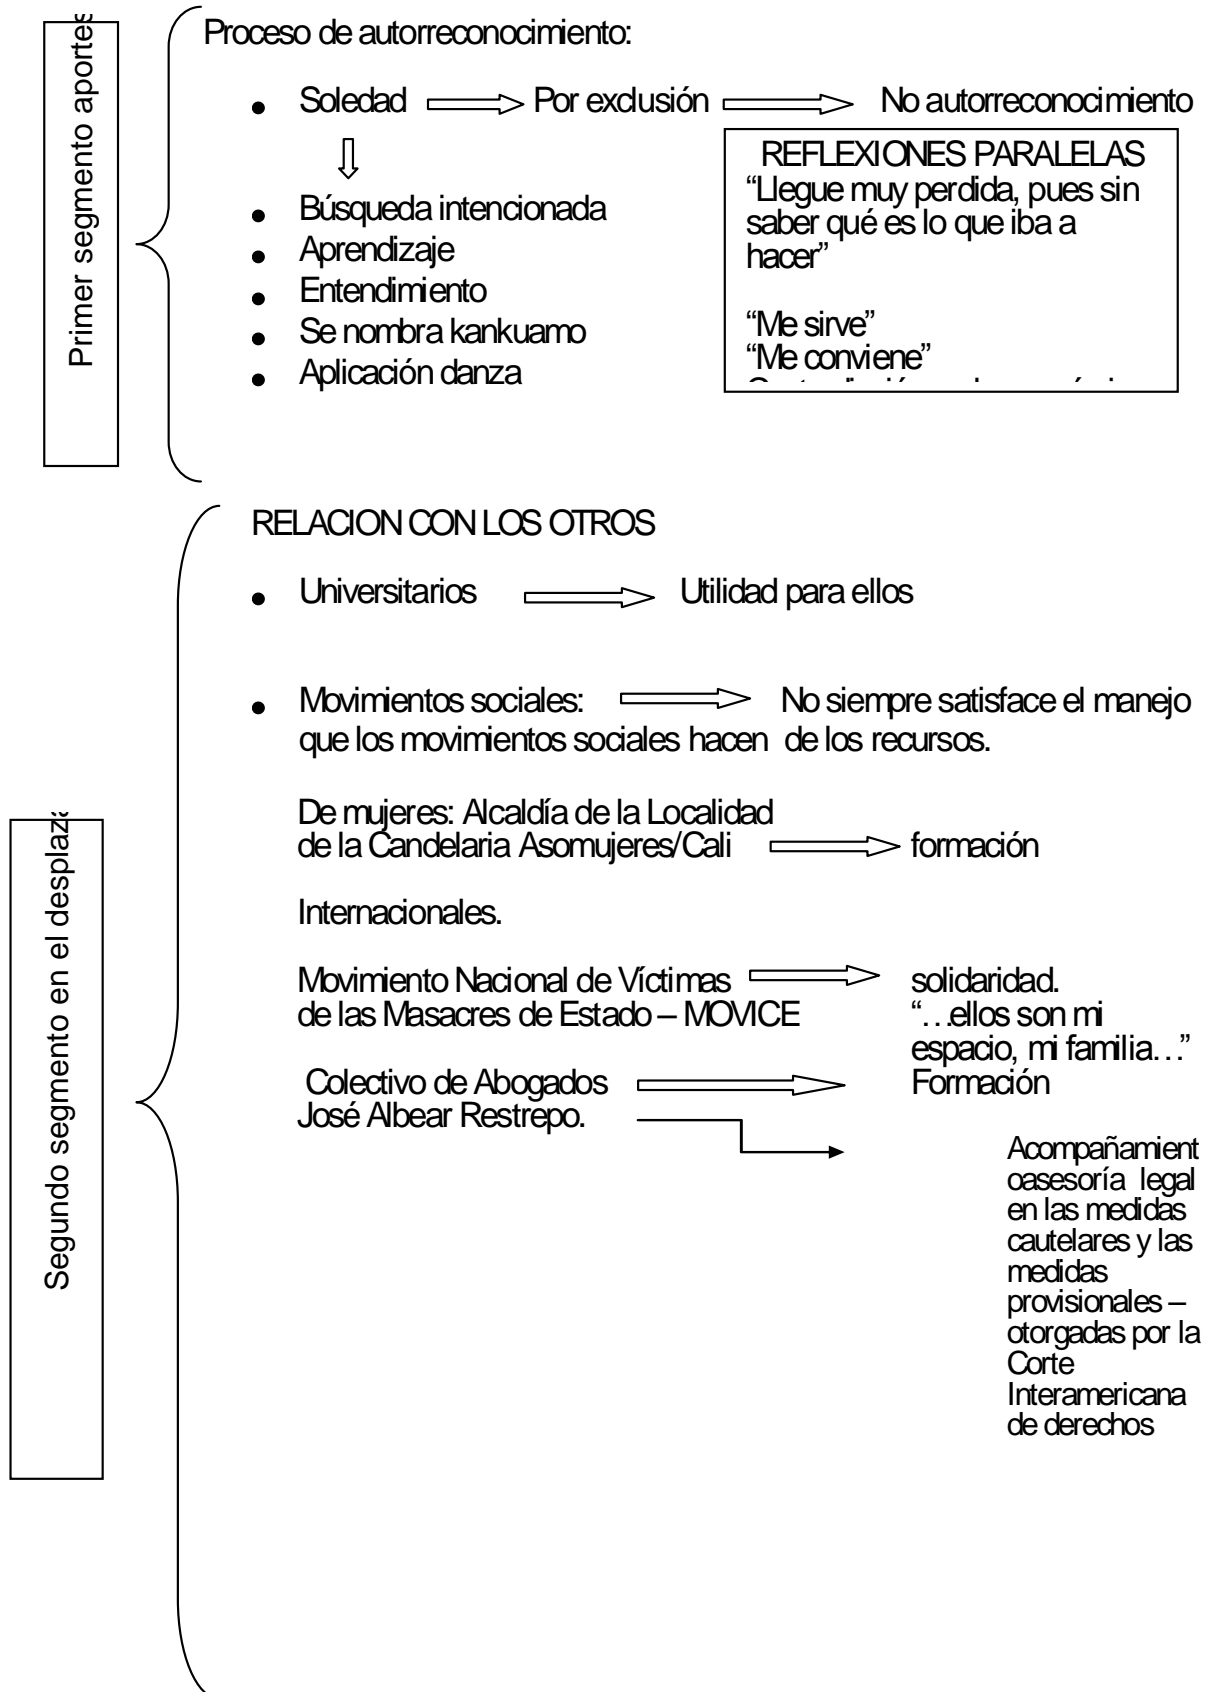 Primer segmento aportes
Proceso de autorreconocimiento:
• Soledad Por exclusión No autorreconocimiento
• Búsqueda intencionada
• Aprendizaje
• Entendimiento
• Se nombra kankuamo
• Aplicación danza
REFLEXIONES PARALELAS
“Llegue muy perdida, pues sin
saber qué es lo que iba a
hacer”
“Me sirve”
“Me conviene”
Segundo segmento en el desplaza
RELACION CON LOS OTROS
• Universitarios Utilidad para ellos
• Movimientos sociales: No siempre satisface el manejo
que los movimientos sociales hacen de los recursos.
De mujeres: Alcaldía de la Localidad
de la Candelaria Asomujeres/Cali formación
Internacionales.
Movimiento Nacional de Víctimas solidaridad.
de las Masacres de Estado – MOVICE “…ellos son mi
espacio, mi familia…”
Colectivo de Abogados Formación
José Albear Restrepo.
Acompañamient
oasesoría legal
en las medidas
cautelares y las
medidas
provisionales –
otorgadas por la
Corte
Interamericana
de derechos